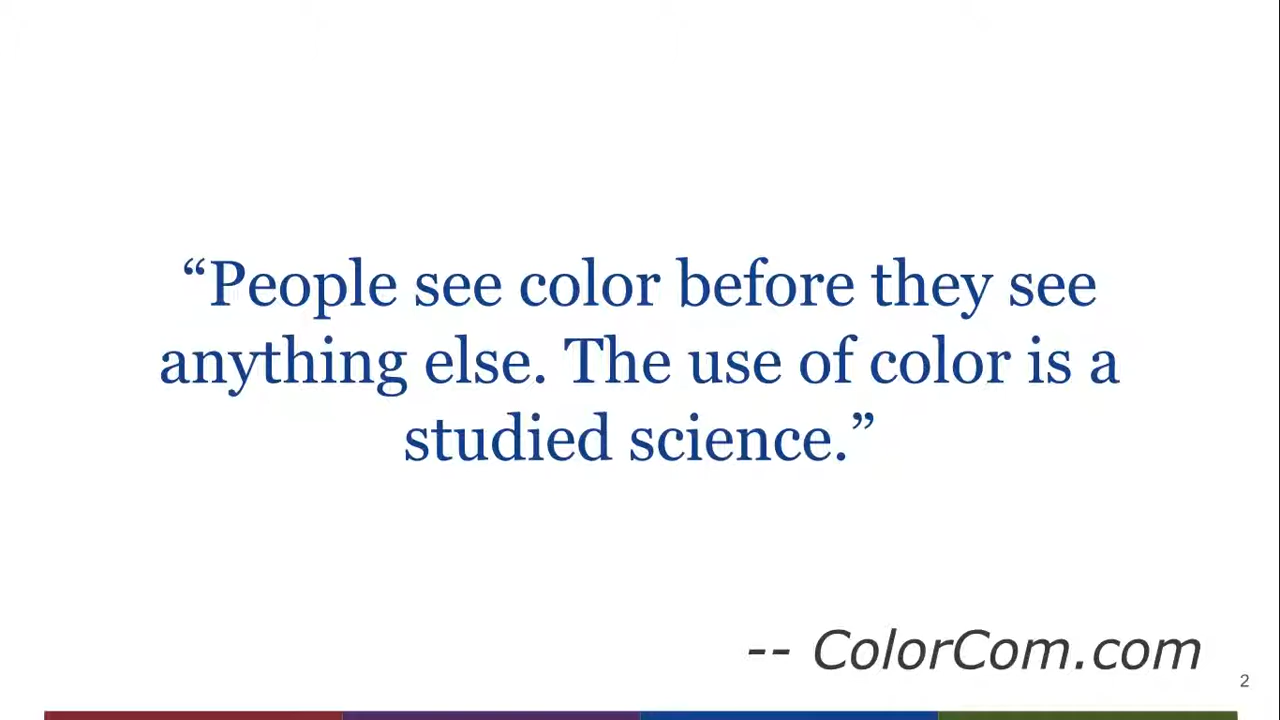 “People see color before they see
anything else. The use of color is a
studied science.”
-- ColorCom.com
2